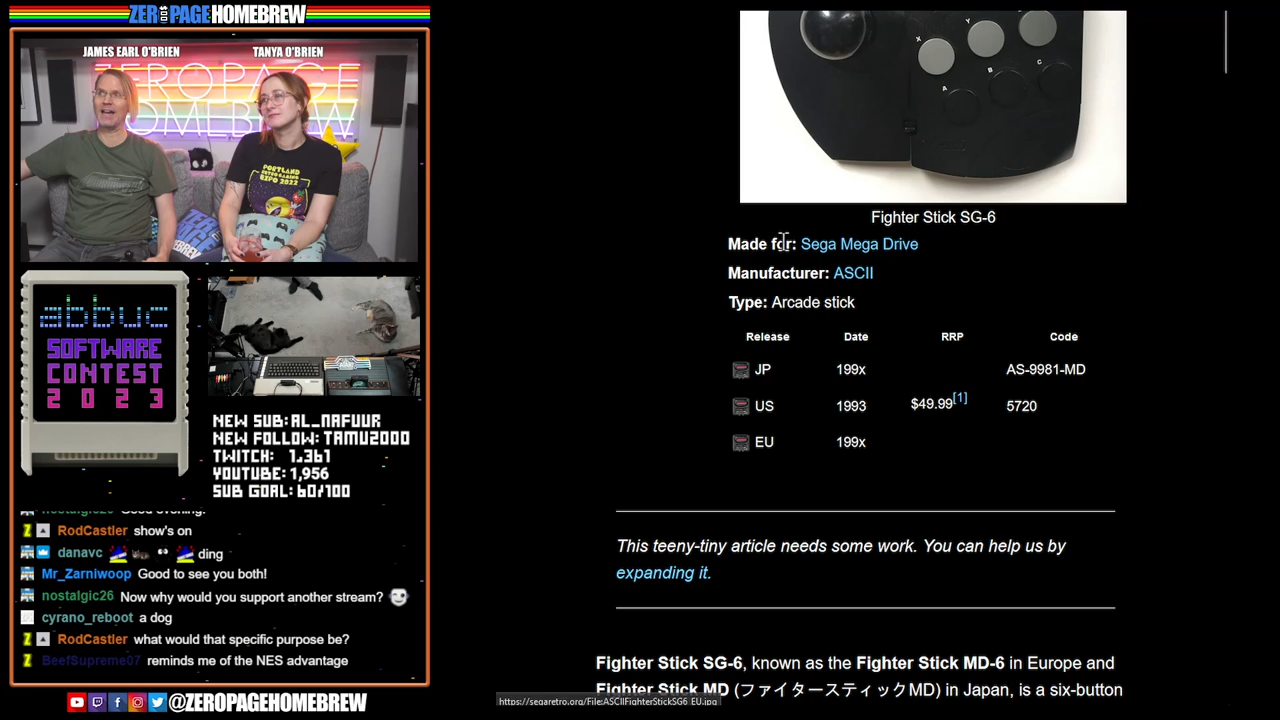 ZEROPAGE HOMEBREW
JAMES EARL O'BRIEN
TANYA O'BRIEN
ZEROPAGE
HOMEBREW
PORTLAND
RETRO GAMING
EXPO 2022
abbuc
SOFTWARE
CONTEST
2023
NEW SUB: AL_NAFUUR
NEW FOLLOW: TAMU2000
TWITCH: 1,361
YOUTUBE: 1,956
SUB GOAL: 60/100
nostalgic26 Good evening!
RodCastler show's on
danavc ding
Mr_Zarniwoop Good to see you both!
nostalgic26 Now why would you support another stream?
cyrano_reboot a dog
RodCastler what would that specific purpose be?
BeefSupreme07 reminds me of the NES advantage
@ZEROPAGEHOMEBREW
X Y
A B C
Fighter Stick SG-6
Made for: Sega Mega Drive
Manufacturer: ASCII
Type: Arcade stick
Release Date RRP Code
JP 199x AS-9981-MD
US 1993 $49.99[1] 5720
EU 199x
This teeny-tiny article needs some work. You can help us by
expanding it.
Fighter Stick SG-6, known as the Fighter Stick MD-6 in Europe and
Fighter Stick MD (ファイタースティックMD) in Japan, is a six-button
https://segaretro.org/File:ASCIIFighterStickSG6_EU.jpg